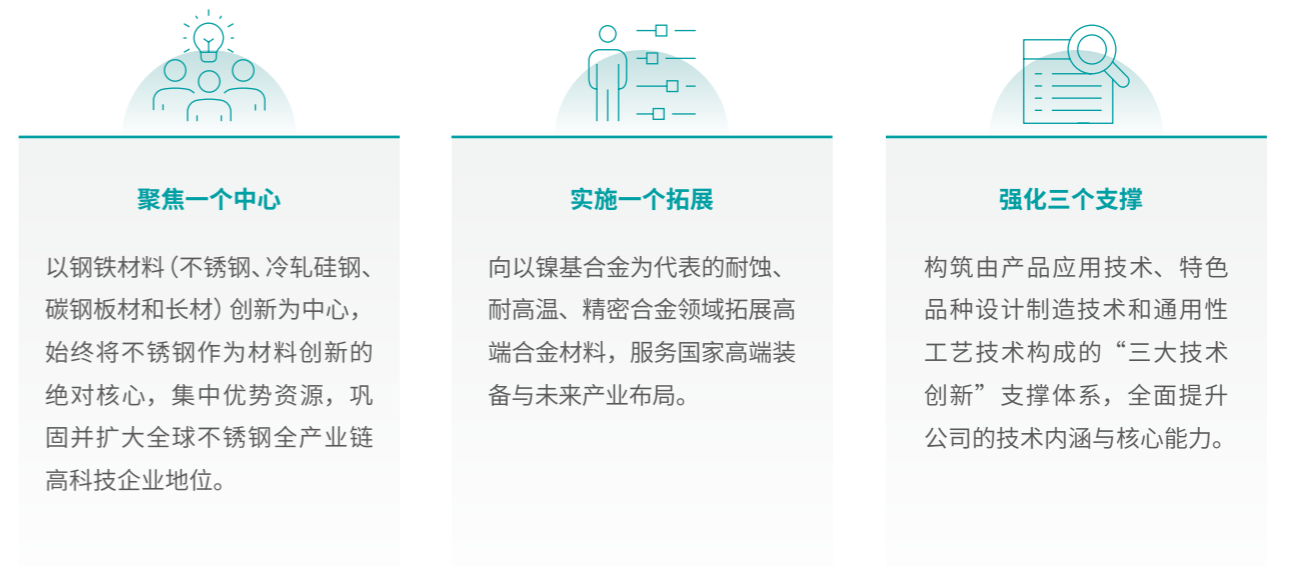 聚焦一个中心
以钢铁材料（不锈钢、冷轧硅钢、
碳钢板材和长材）创新为中心，
始终将不锈钢作为材料创新的
绝对核心，集中优势资源，巩
固并扩大全球不锈钢全产业链
高科技企业地位。
实施一个拓展
向以镍基合金为代表的耐蚀、
耐高温、精密合金领域拓展高
端合金材料，服务国家高端装
备与未来产业布局。
强化三个支撑
构筑由产品应用技术、特色
品种设计制造技术和通用性
工艺技术构成的“三大技术
创新”支撑体系，全面提升
公司的技术内涵与核心能力。